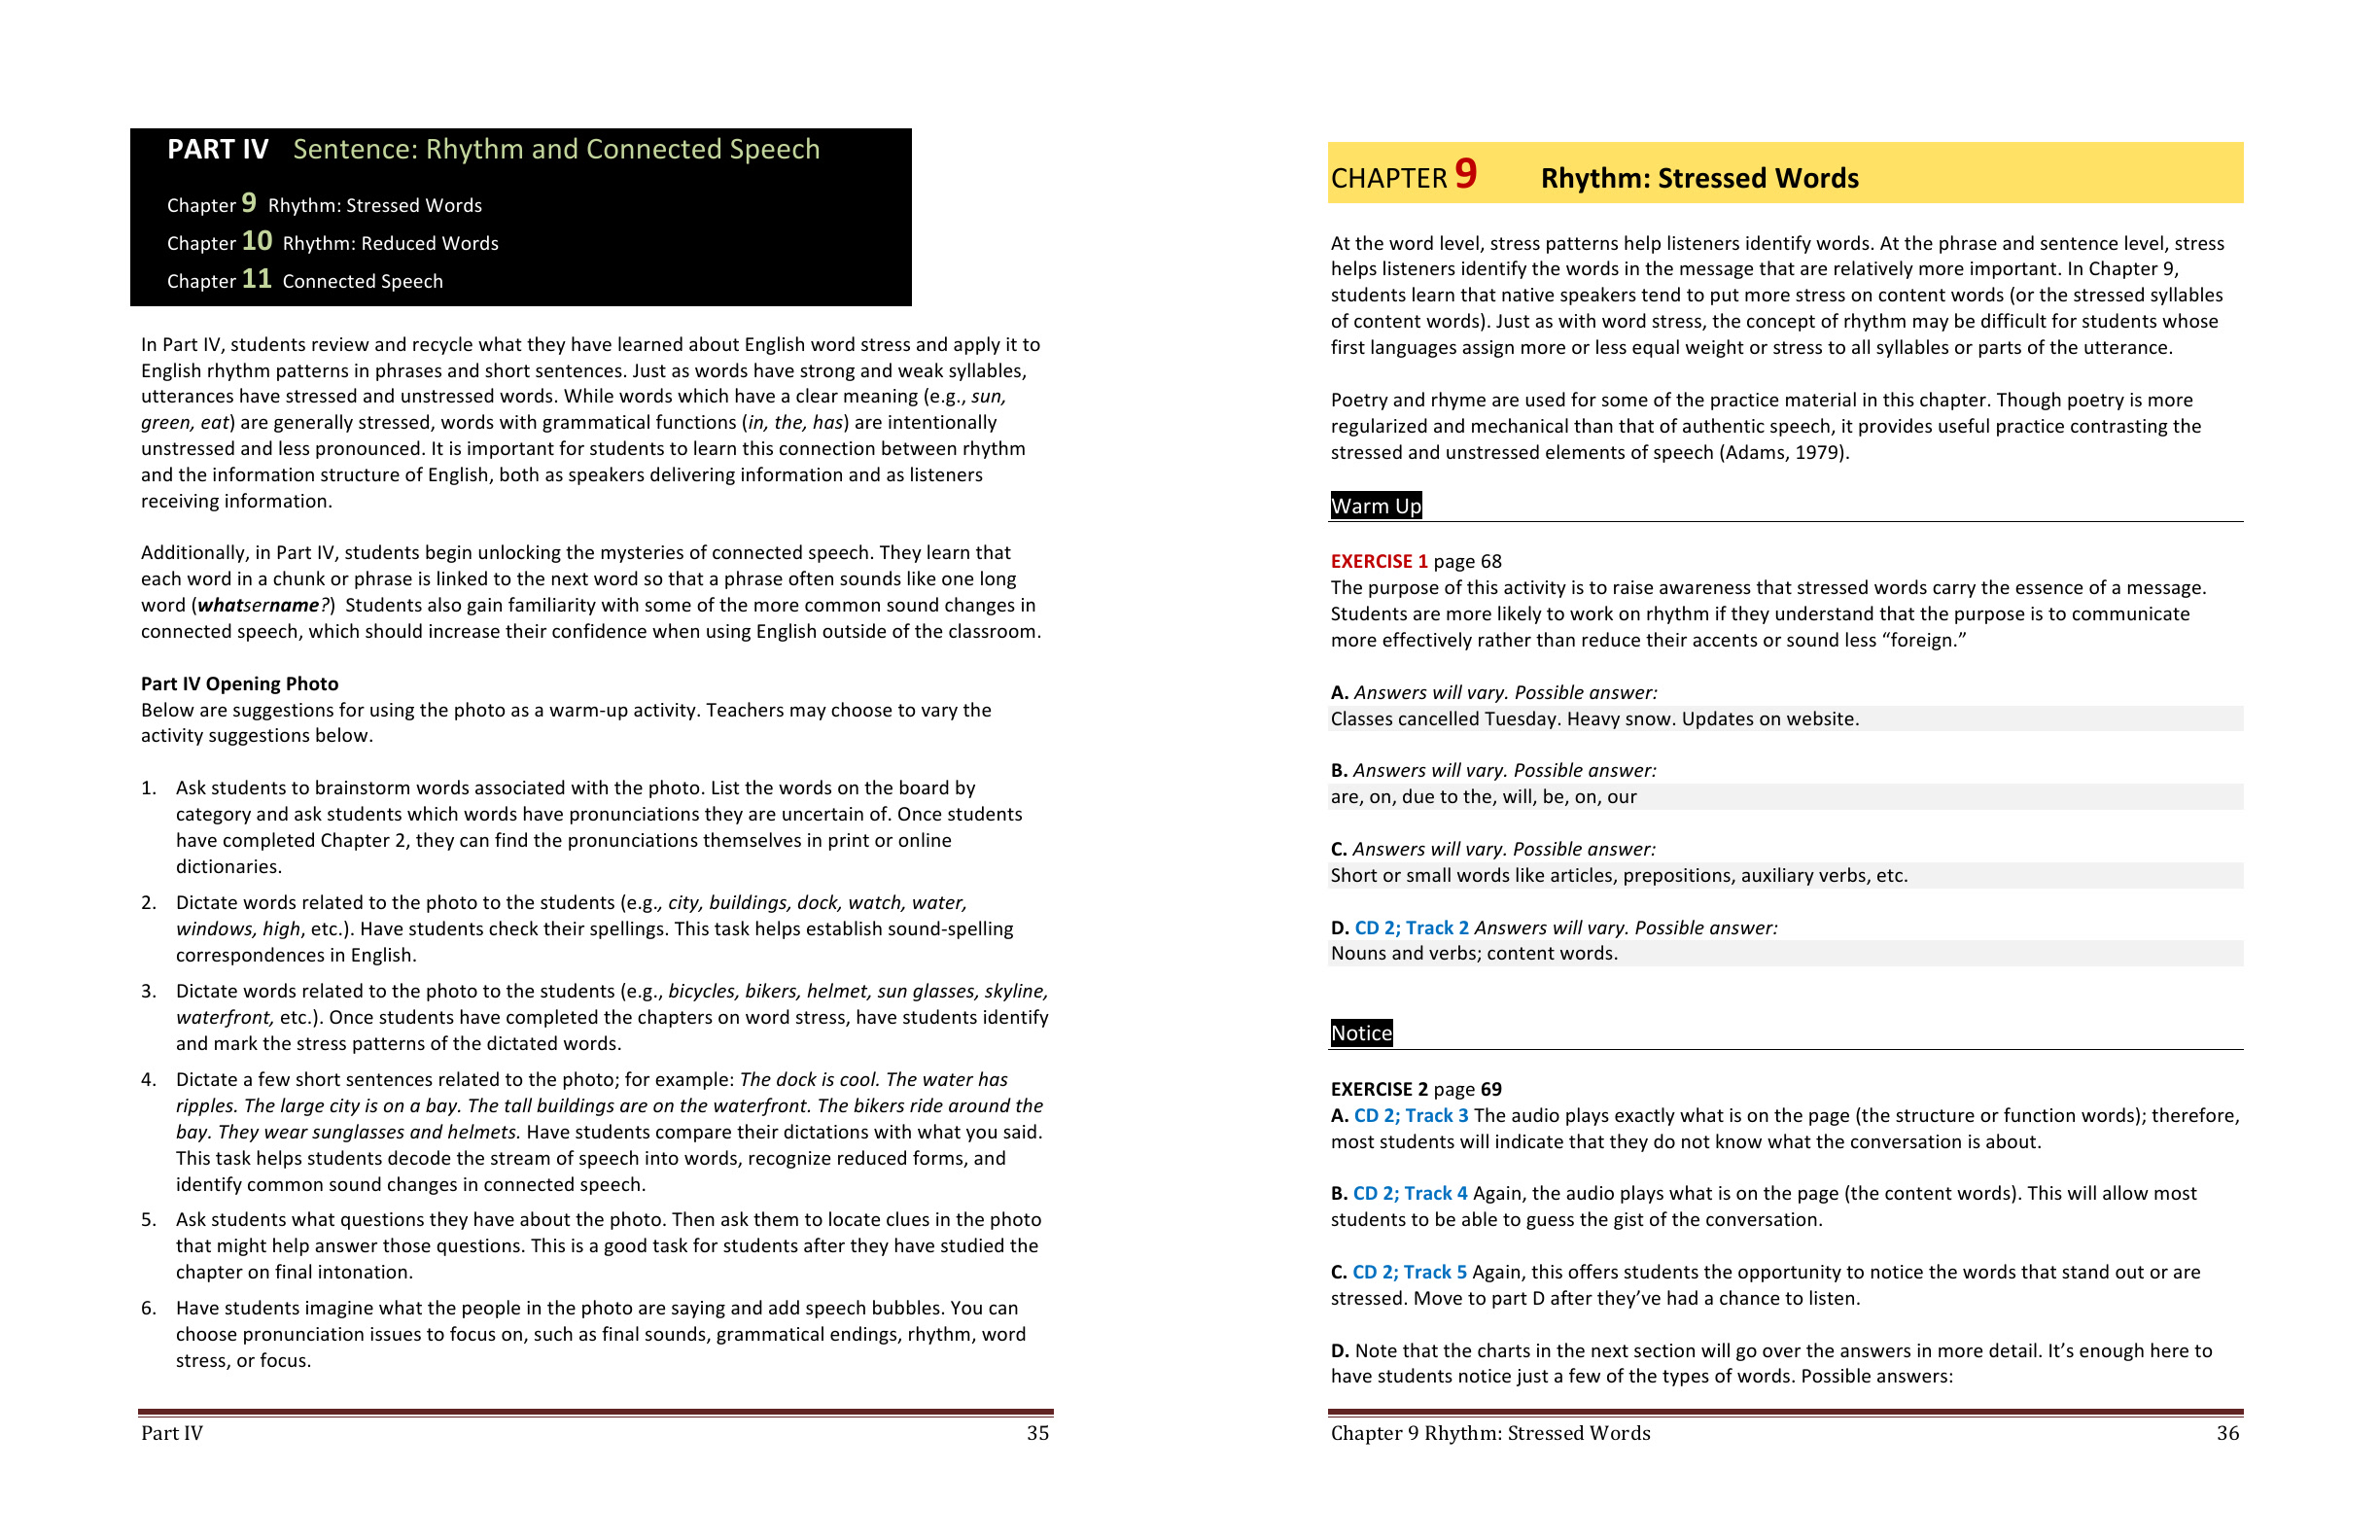 PART IV Sentence: Rhythm and Connected Speech
Chapter 9 Rhythm: Stressed Words
Chapter 10 Rhythm: Reduced Words
Chapter 11 Connected Speech
In Part IV, students review and recycle what they have learned about English word stress and apply it to
English rhythm patterns in phrases and short sentences. Just as words have strong and weak syllables,
utterances have stressed and unstressed words. While words which have a clear meaning (e.g., sun,
green, eat) are generally stressed, words with grammatical functions (in, the, has) are intentionally
unstressed and less pronounced. It is important for students to learn this connection between rhythm
and the information structure of English, both as speakers delivering information and as listeners
receiving information.
Additionally, in Part IV, students begin unlocking the mysteries of connected speech. They learn that
each word in a chunk or phrase is linked to the next word so that a phrase often sounds like one long
word (whatsername?) Students also gain familiarity with some of the more common sound changes in
connected speech, which should increase their confidence when using English outside of the classroom.
Part IV Opening Photo
Below are suggestions for using the photo as a warm-up activity. Teachers may choose to vary the
activity suggestions below.
1. Ask students to brainstorm words associated with the photo. List the words on the board by
category and ask students which words have pronunciations they are uncertain of. Once students
have completed Chapter 2, they can find the pronunciations themselves in print or online
dictionaries.
2. Dictate words related to the photo to the students (e.g., city, buildings, dock, watch, water,
windows, high, etc.). Have students check their spellings. This task helps establish sound-spelling
correspondences in English.
3. Dictate words related to the photo to the students (e.g., bicycles, bikers, helmet, sun glasses, skyline,
waterfront, etc.). Once students have completed the chapters on word stress, have students identify
and mark the stress patterns of the dictated words.
4. Dictate a few short sentences related to the photo; for example: The dock is cool. The water has
ripples. The large city is on a bay. The tall buildings are on the waterfront. The bikers ride around the
bay. They wear sunglasses and helmets. Have students compare their dictations with what you said.
This task helps students decode the stream of speech into words, recognize reduced forms, and
identify common sound changes in connected speech.
5. Ask students what questions they have about the photo. Then ask them to locate clues in the photo
that might help answer those questions. This is a good task for students after they have studied the
chapter on final intonation.
6. Have students imagine what the people in the photo are saying and add speech bubbles. You can
choose pronunciation issues to focus on, such as final sounds, grammatical endings, rhythm, word
stress, or focus.
Part IV 35
CHAPTER 9 Rhythm: Stressed Words
At the word level, stress patterns help listeners identify words. At the phrase and sentence level, stress
helps listeners identify the words in the message that are relatively more important. In Chapter 9,
students learn that native speakers tend to put more stress on content words (or the stressed syllables
of content words). Just as with word stress, the concept of rhythm may be difficult for students whose
first languages assign more or less equal weight or stress to all syllables or parts of the utterance.
Poetry and rhyme are used for some of the practice material in this chapter. Though poetry is more
regularized and mechanical than that of authentic speech, it provides useful practice contrasting the
stressed and unstressed elements of speech (Adams, 1979).
Warm Up
EXERCISE 1 page 68
The purpose of this activity is to raise awareness that stressed words carry the essence of a message.
Students are more likely to work on rhythm if they understand that the purpose is to communicate
more effectively rather than reduce their accents or sound less “foreign.”
A. Answers will vary. Possible answer:
Classes cancelled Tuesday. Heavy snow. Updates on website.
B. Answers will vary. Possible answer:
are, on, due to the, will, be, on, our
C. Answers will vary. Possible answer:
Short or small words like articles, prepositions, auxiliary verbs, etc.
D. CD 2; Track 2 Answers will vary. Possible answer:
Nouns and verbs; content words.
Notice
EXERCISE 2 page 69
A. CD 2; Track 3 The audio plays exactly what is on the page (the structure or function words); therefore,
most students will indicate that they do not know what the conversation is about.
B. CD 2; Track 4 Again, the audio plays what is on the page (the content words). This will allow most
students to be able to guess the gist of the conversation.
C. CD 2; Track 5 Again, this offers students the opportunity to notice the words that stand out or are
stressed. Move to part D after they’ve had a chance to listen.
D. Note that the charts in the next section will go over the answers in more detail. It’s enough here to
have students notice just a few of the types of words. Possible answers:
Chapter 9 Rhythm: Stressed Words 36